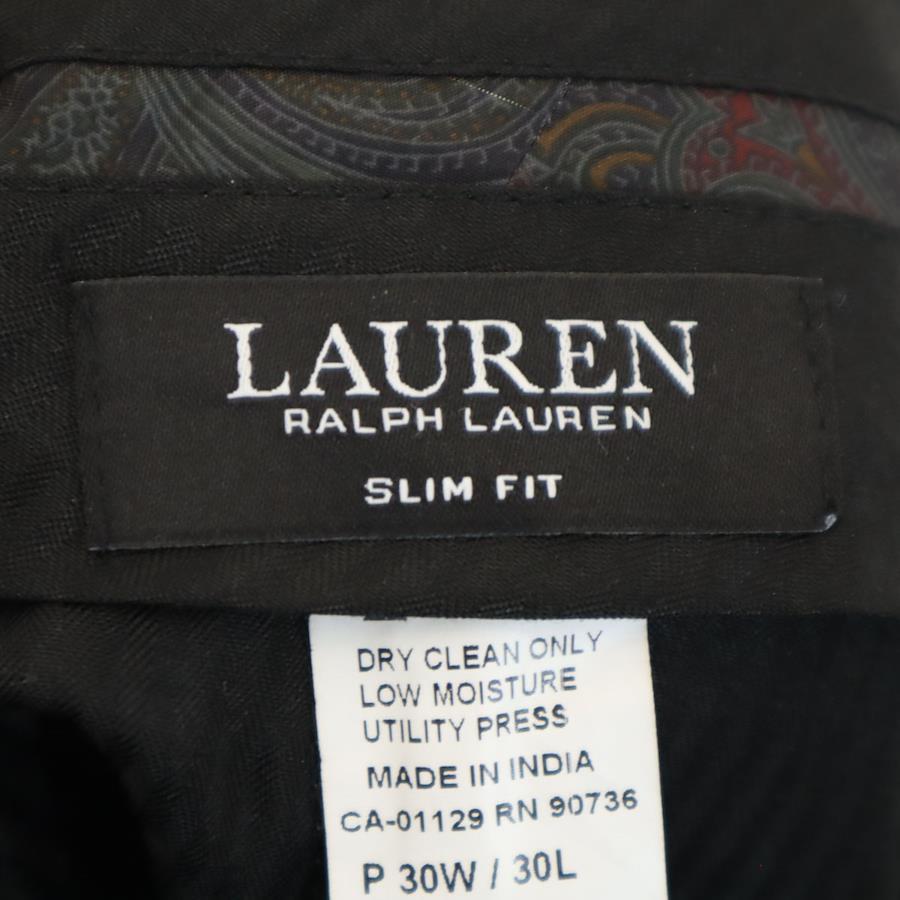 LAUREN
RALPH LAUREN
SLIM FIT
DRY CLEAN ONLY
LOW MOISTURE
UTILITY PRESS
MADE IN INDIA
CA-01129 RN 90736
P 30W / 30L